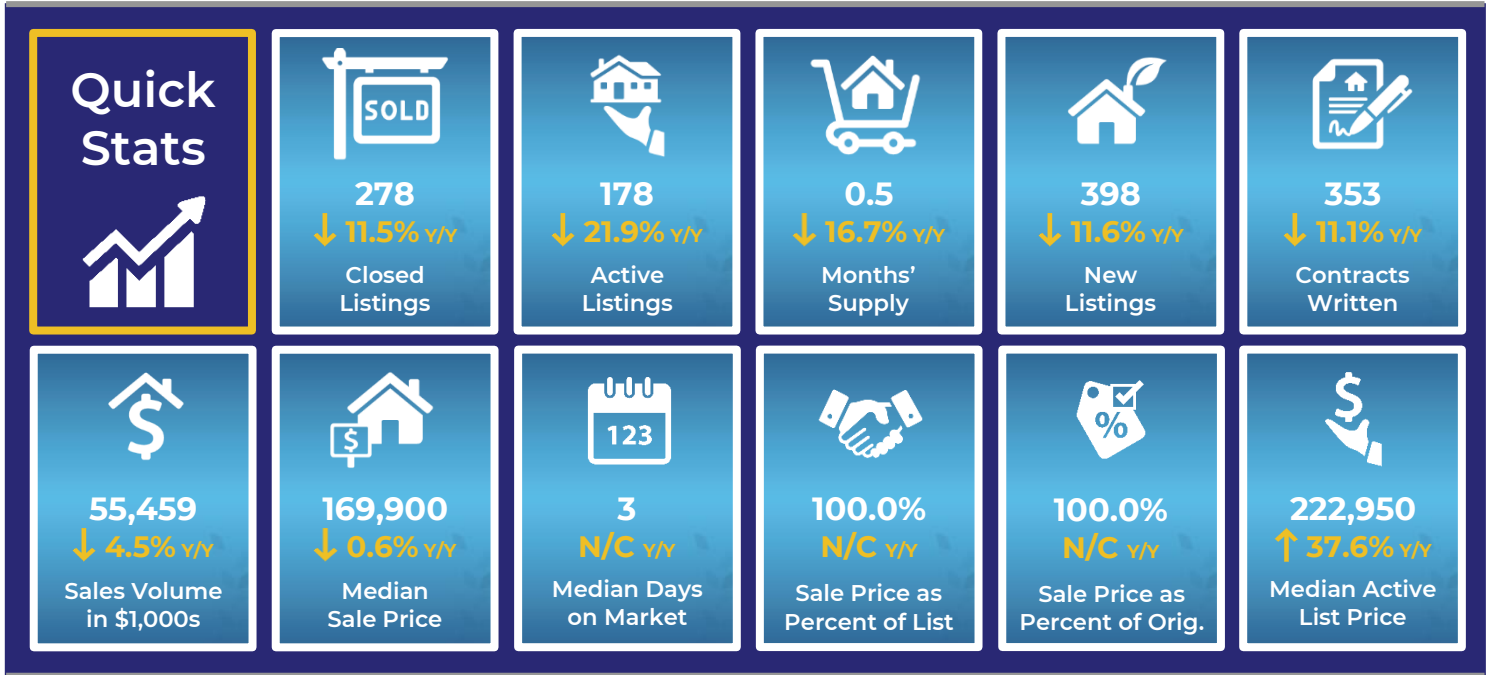 Quick
Stats
SOLD
278
↓ 11.5% Y/Y
Closed
Listings
178
↓ 21.9% Y/Y
Active
Listings
0.5
↓ 16.7% Y/Y
Months’
Supply
398
↓ 11.6% Y/Y
New
Listings
353
↓ 11.1% Y/Y
Contracts
Written
$
55,459
↓ 4.5% Y/Y
Sales Volume
in $1,000s
$
169,900
↓ 0.6% Y/Y
Median
Sale Price
123
3
N/C Y/Y
Median Days
on Market
100.0%
N/C Y/Y
Sale Price as
Percent of List
%
100.0%
N/C Y/Y
Sale Price as
Percent of Orig.
$
222,950
↑ 37.6% Y/Y
Median Active
List Price